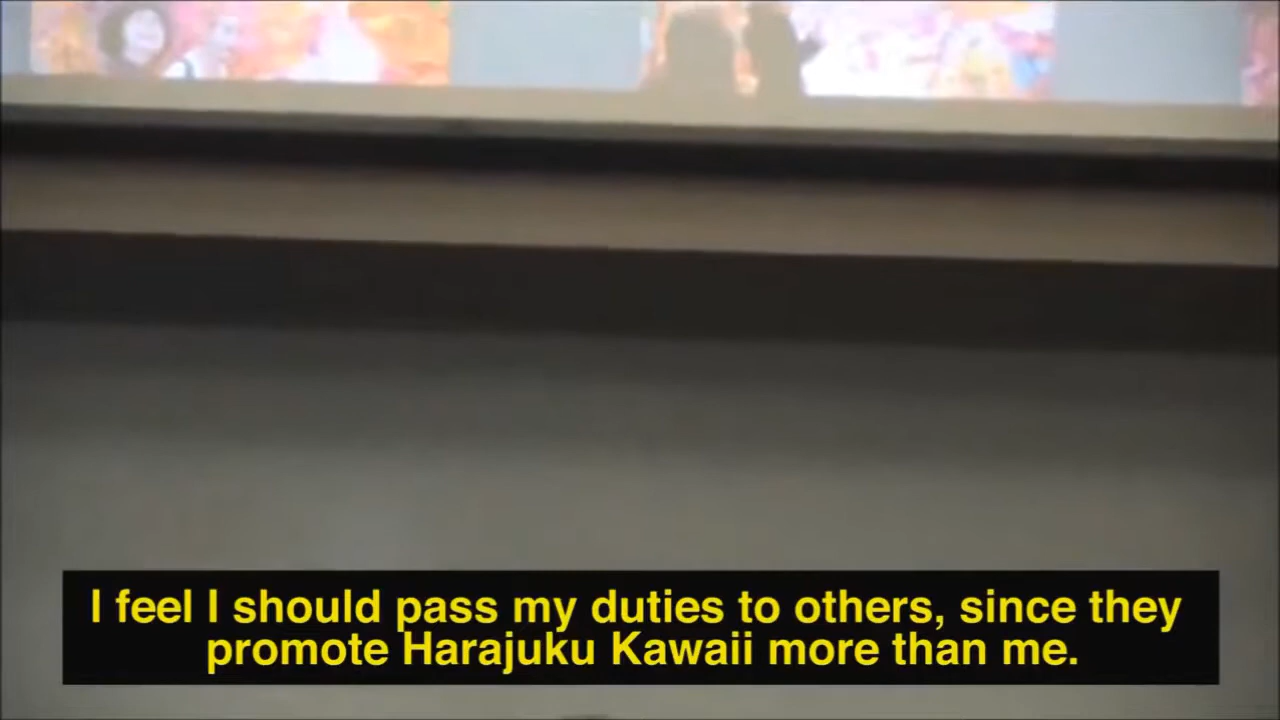 I feel I should pass my duties to others, since they
promote Harajuku Kawaii more than me.